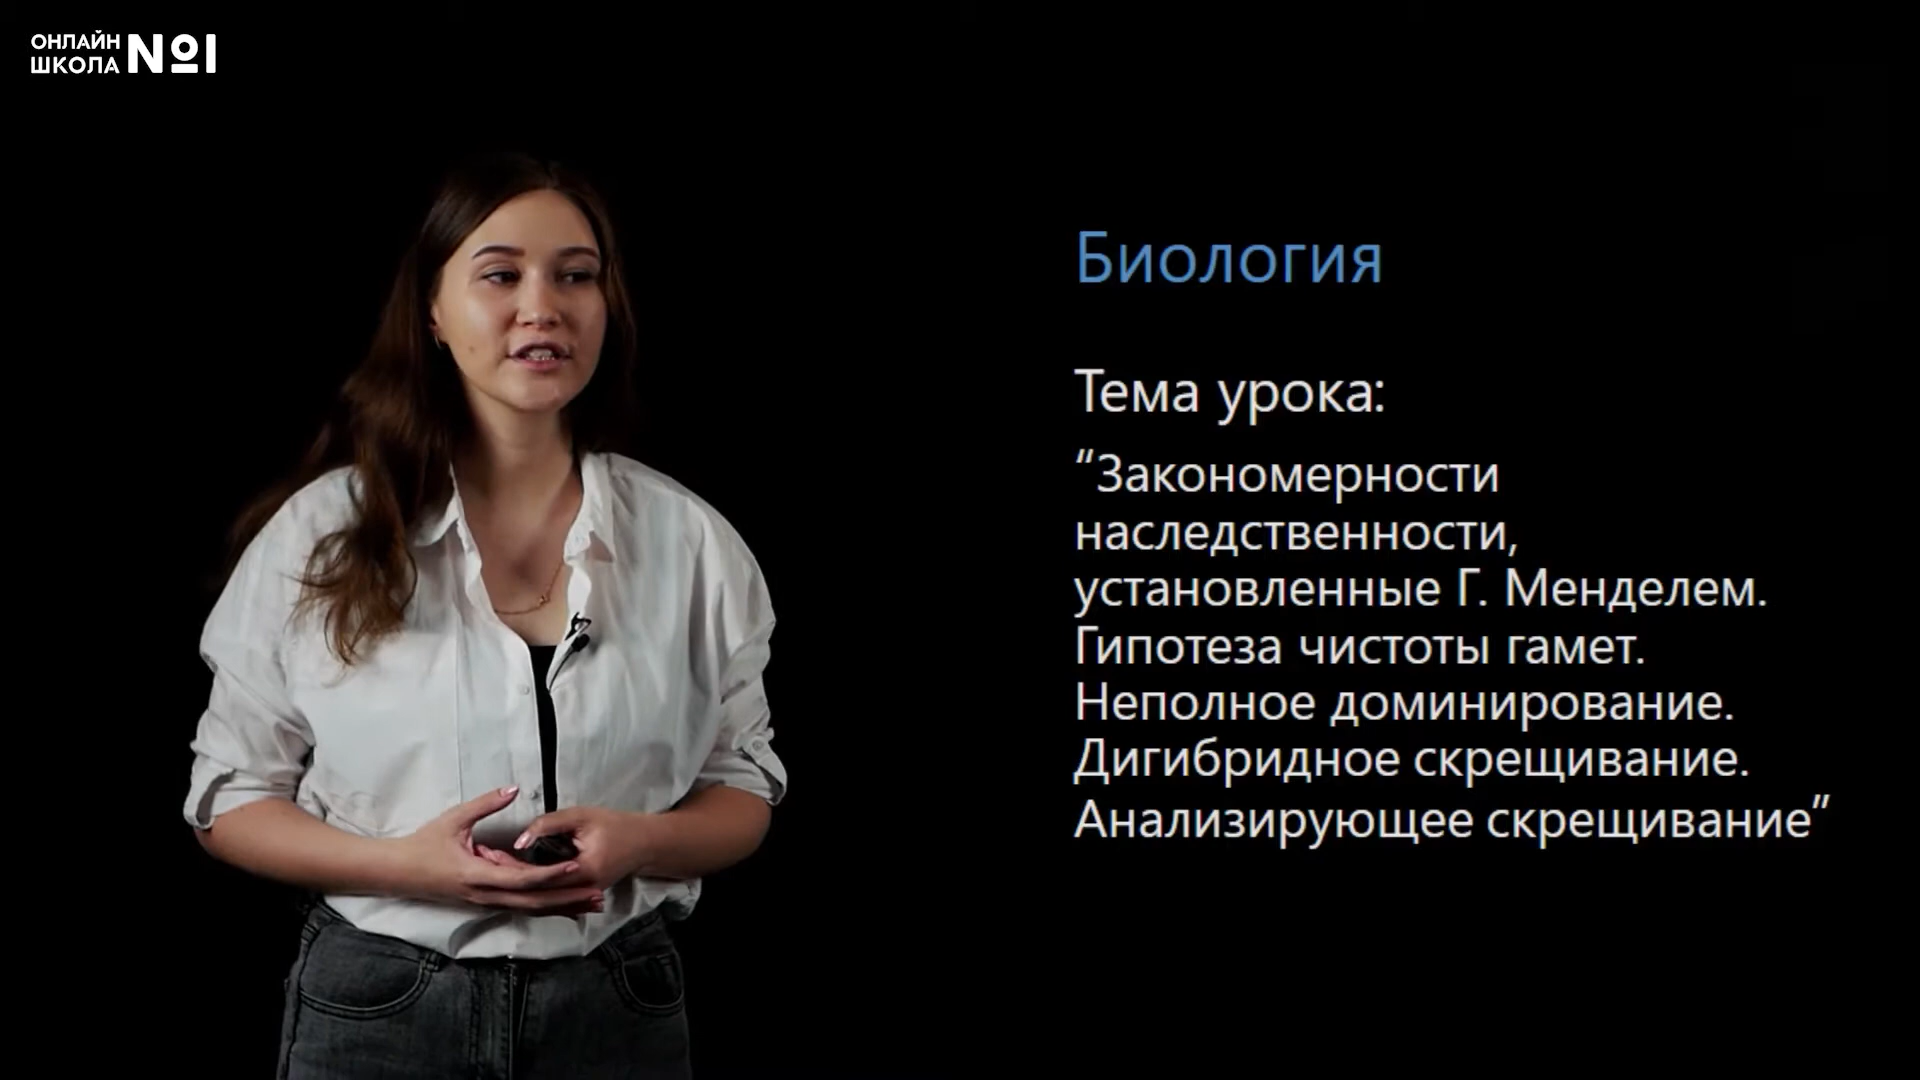 ОНЛАЙН
ШКОЛА №1
Биология
Тема урока:
“Закономерности
наследственности,
установленные Г. Менделем.
Гипотеза чистоты гамет.
Неполное доминирование.
Дигибридное скрещивание.
Анализирующее скрещивание”